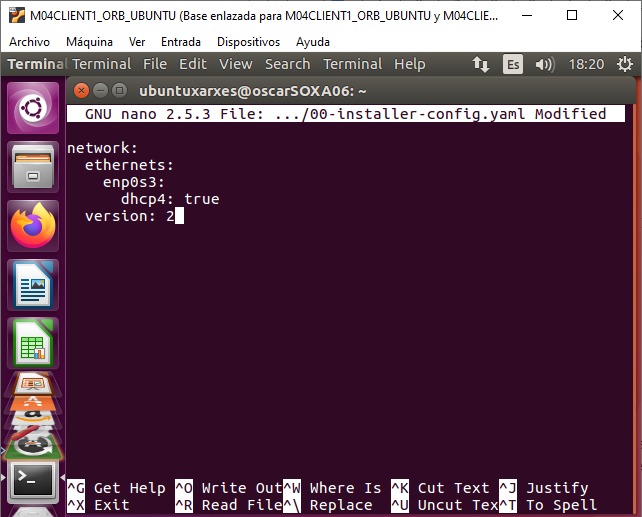 M04CLIENT1_ORB_UBUNTU (Base enlazada para M04CLIENT1_ORB_UBUNTU y M04CLIE...
Archivo Máquina Ver Entrada Dispositivos Ayuda
Terminal Terminal File Edit View Search Terminal Help Es 18:20
ubuntuxarxes@oscarSOXA06: ~
GNU nano 2.5.3 File: .../00-installer-config.yaml Modified
network:
  ethernets:
    enp0s3:
      dhcp4: true
  version: 2
^G Get Help ^O Write Out ^W Where Is ^K Cut Text ^J Justify
^X Exit ^R Read File ^\ Replace ^U Uncut Tex ^T To Spell